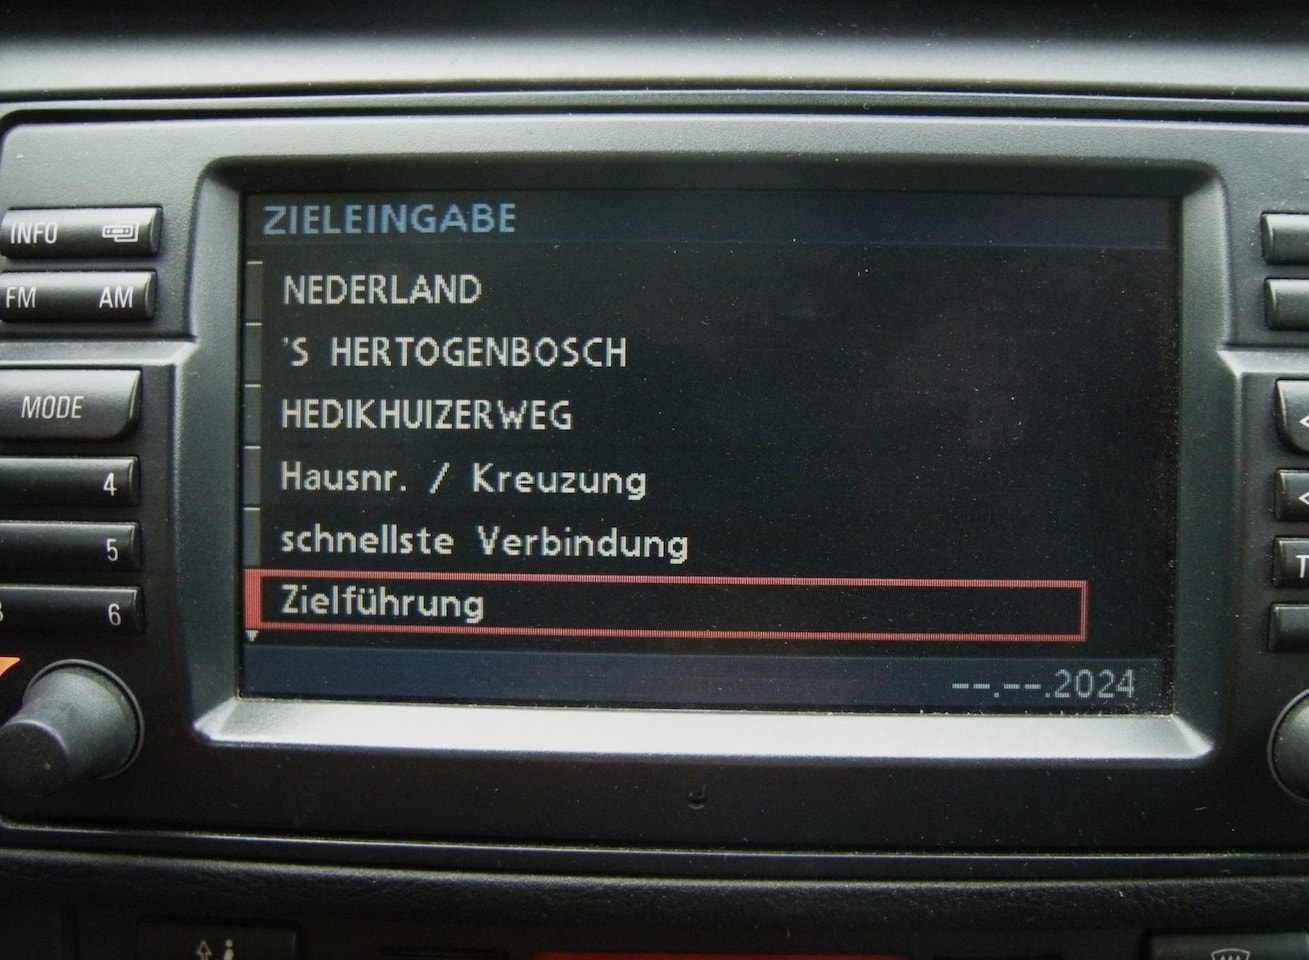 ZIELEINGABE
INFO
NEDERLAND
FM AM
'S HERTOGENBOSCH
MODE
HEDIKHUIZERWEG
4
Hausnr. / Kreuzung
5
schnellste Verbindung
6
Zielführung
--.--.2024